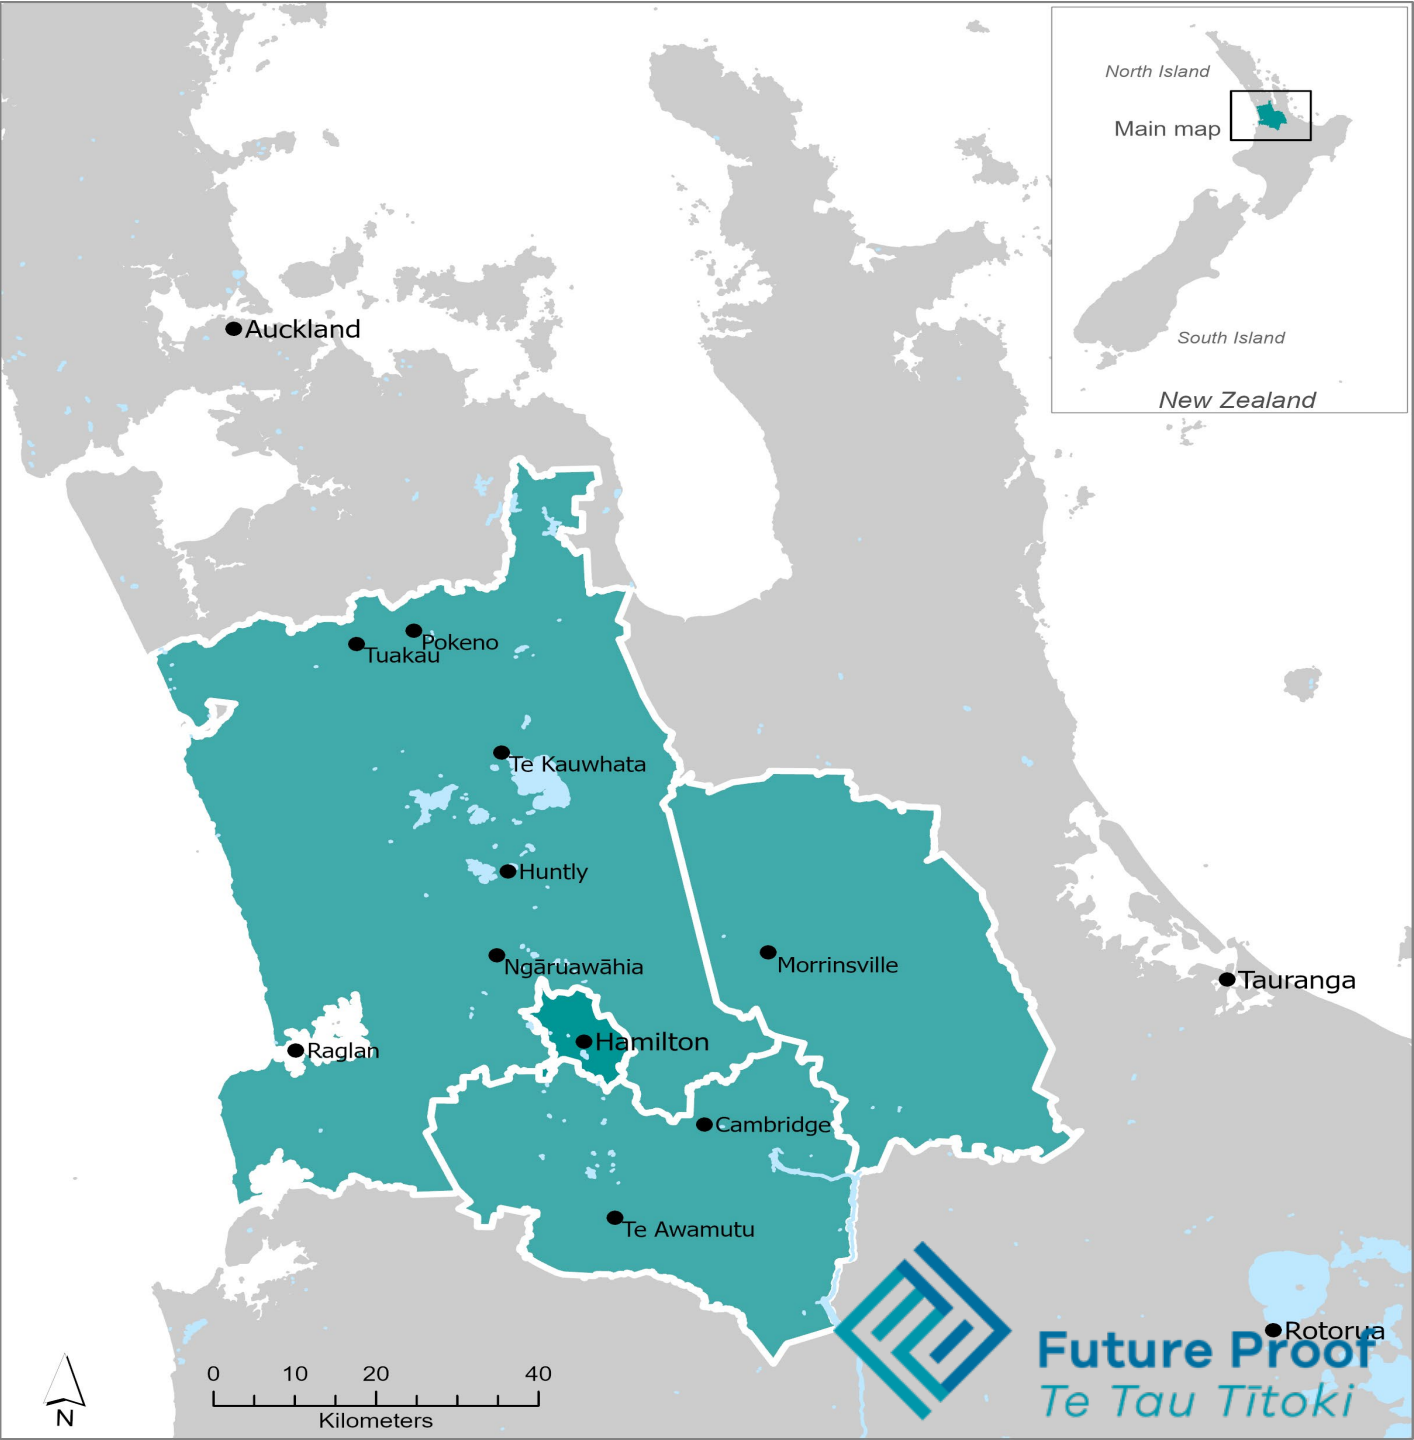 North Island
Main map
South Island
New Zealand
Auckland
Pokeno
Tuakau
Te Kauwhata
Huntly
Ngāruawāhia
Morrinsville
Tauranga
Hamilton
Raglan
Cambridge
Te Awamutu
Rotorua
Future Proof
Te Tau Tītoki
0 10 20 40
Kilometers
N